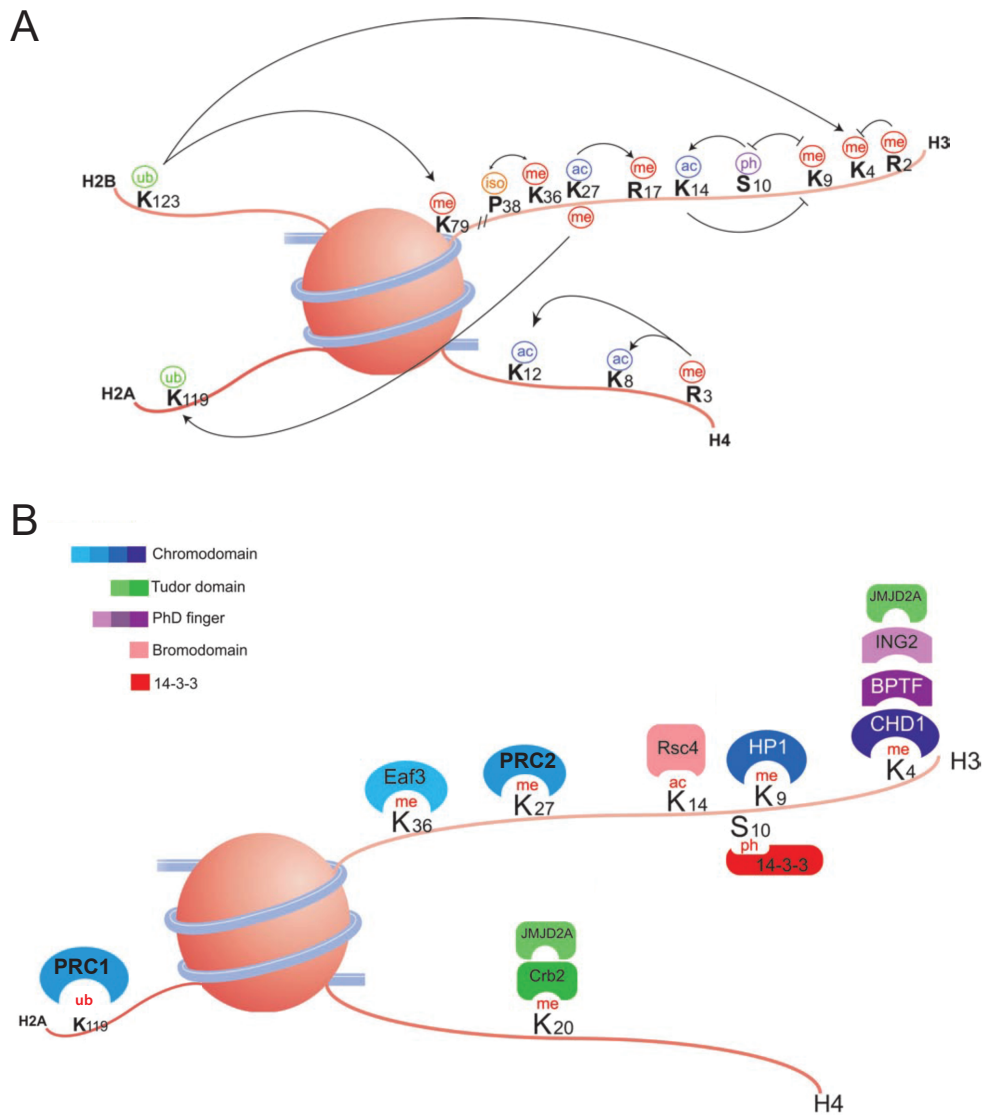 A
H2B
ub
K123
me
K79 //
iso
P38
me
K36
ac
K27
me
me
R17
ac
K14
ph
S10
me
K9
me
K4
me
R2
H3
ub
K119
H2A
ac
K12
ac
K8
me
R3
H4
B
Chromodomain
Tudor domain
PhD finger
Bromodomain
14-3-3
JMJD2A
ING2
BPTF
CHD1
me
K4
H3
Eaf3
me
K36
PRC2
me
K27
Rsc4
ac
K14
HP1
me
K9
S10
ph
14-3-3
PRC1
ub
K119
H2A
JMJD2A
Crb2
me
K20
H4